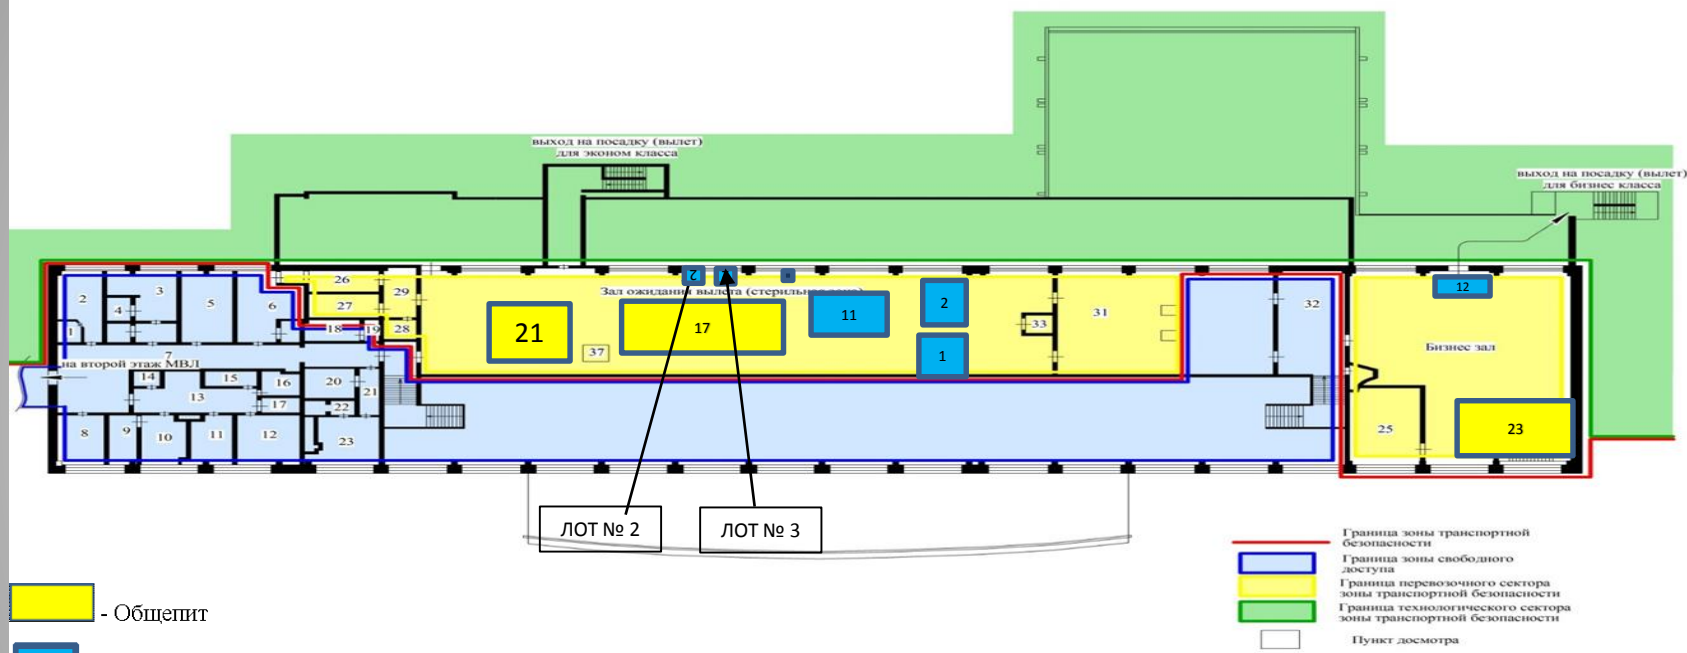 выход на посадку (вылет)
для эконом класса
выход на посадку (вылет)
для бизнес класса
26
29
27
28
18
19
2
3
4
5
6
1
7
на второй этаж МВЛ
14
15
16
13
17
20
21
22
8
9
10
11
12
23
2
Зал ожидания вылета (стерильная зона)
21
17
11
2
1
37
33
31
32
12
Бизнес зал
25
23
ЛОТ № 2
ЛОТ № 3
Граница зоны транспортной
безопасности
Граница зоны свободного
доступа
Граница перевозочного сектора
зоны транспортной безопасности
Граница технологического сектора
зоны транспортной безопасности
Пункт досмотра
- Общепит